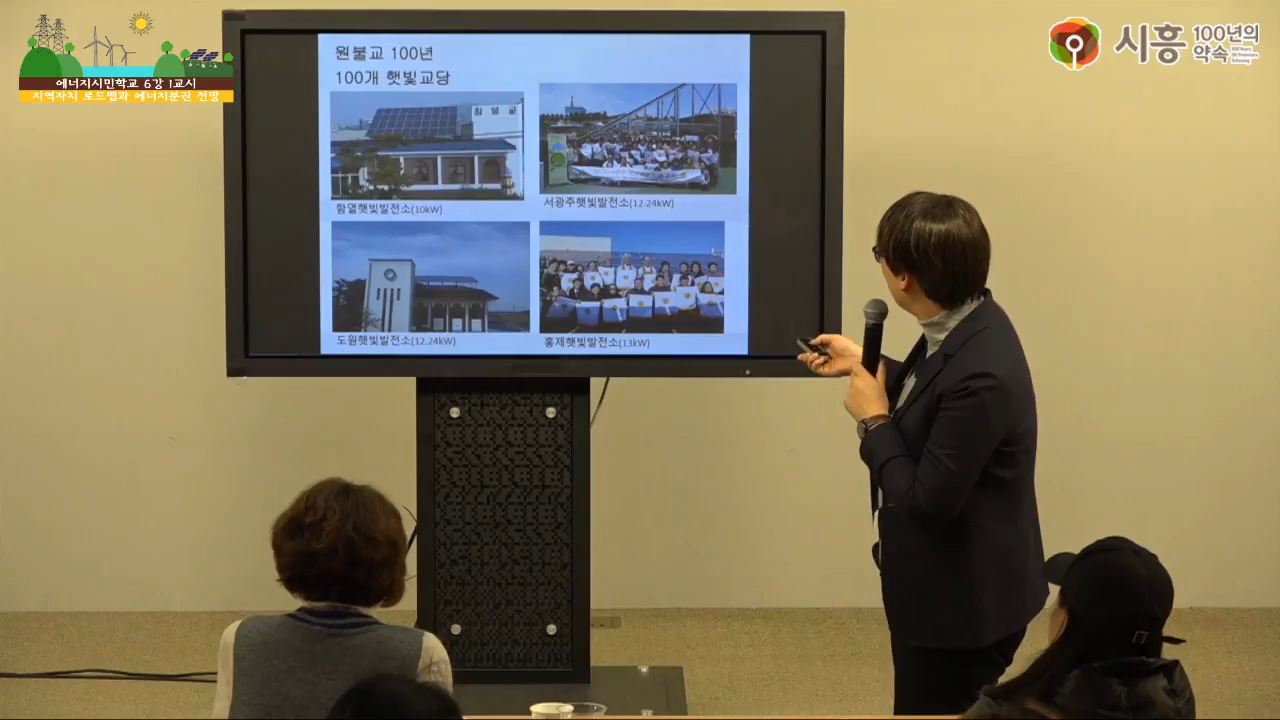 에너지시민학교 6강 1교시
지역자치 로드맵과 에너지분권 전망
시흥 100년의 약속
원불교 100년
100개 햇빛교당
원불교
함열햇빛발전소(10kW)
서광주햇빛발전소(12.24kW)
도원햇빛발전소(12.24kW)
홍제햇빛발전소(13kW)